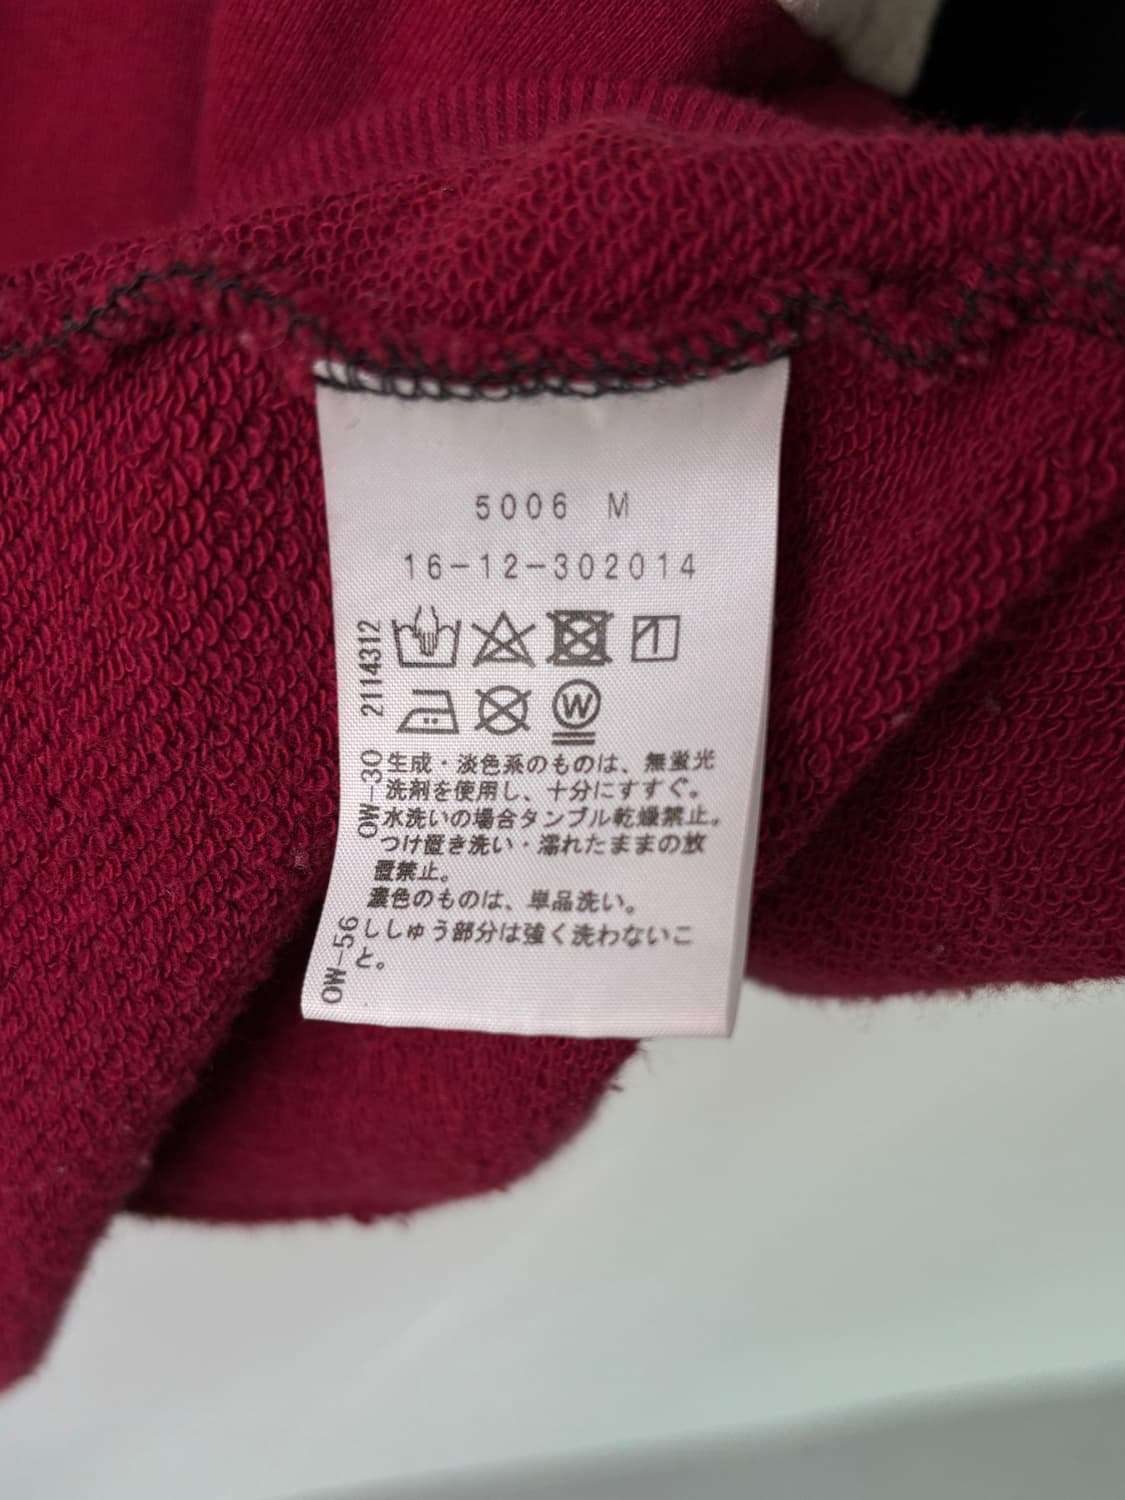 5006 M
16-12-302014
2114312
W
OW-30
生成・淡色系のものは、無蛍光
洗剤を使用し、十分にすすぐ。
水洗いの場合タンブル乾燥禁止。
つけ置き洗い・濡れたままの放
置禁止。
濃色のものは、単品洗い。
OW-56
ししゅう部分は強く洗わないこ
と。